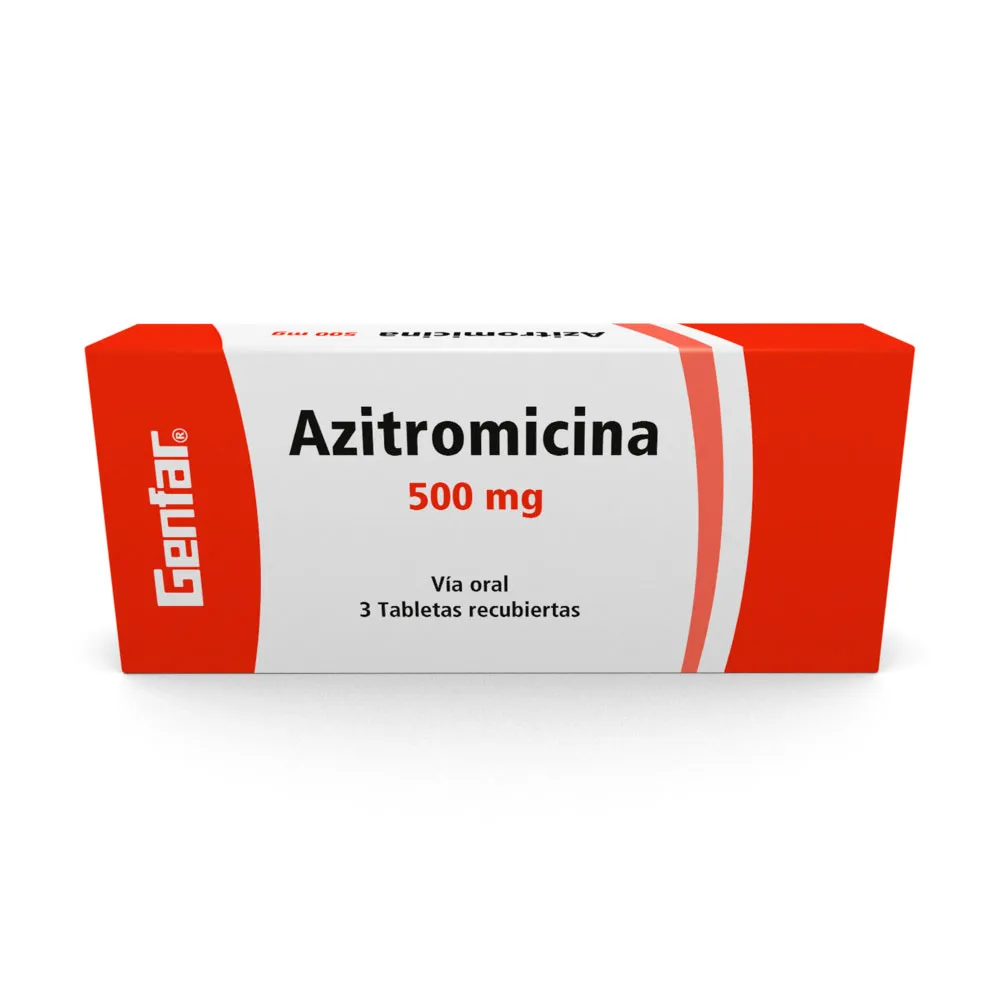 Azitromicina 500 mg
Genfar®
Azitromicina
500 mg
Vía oral
3 Tabletas recubiertas